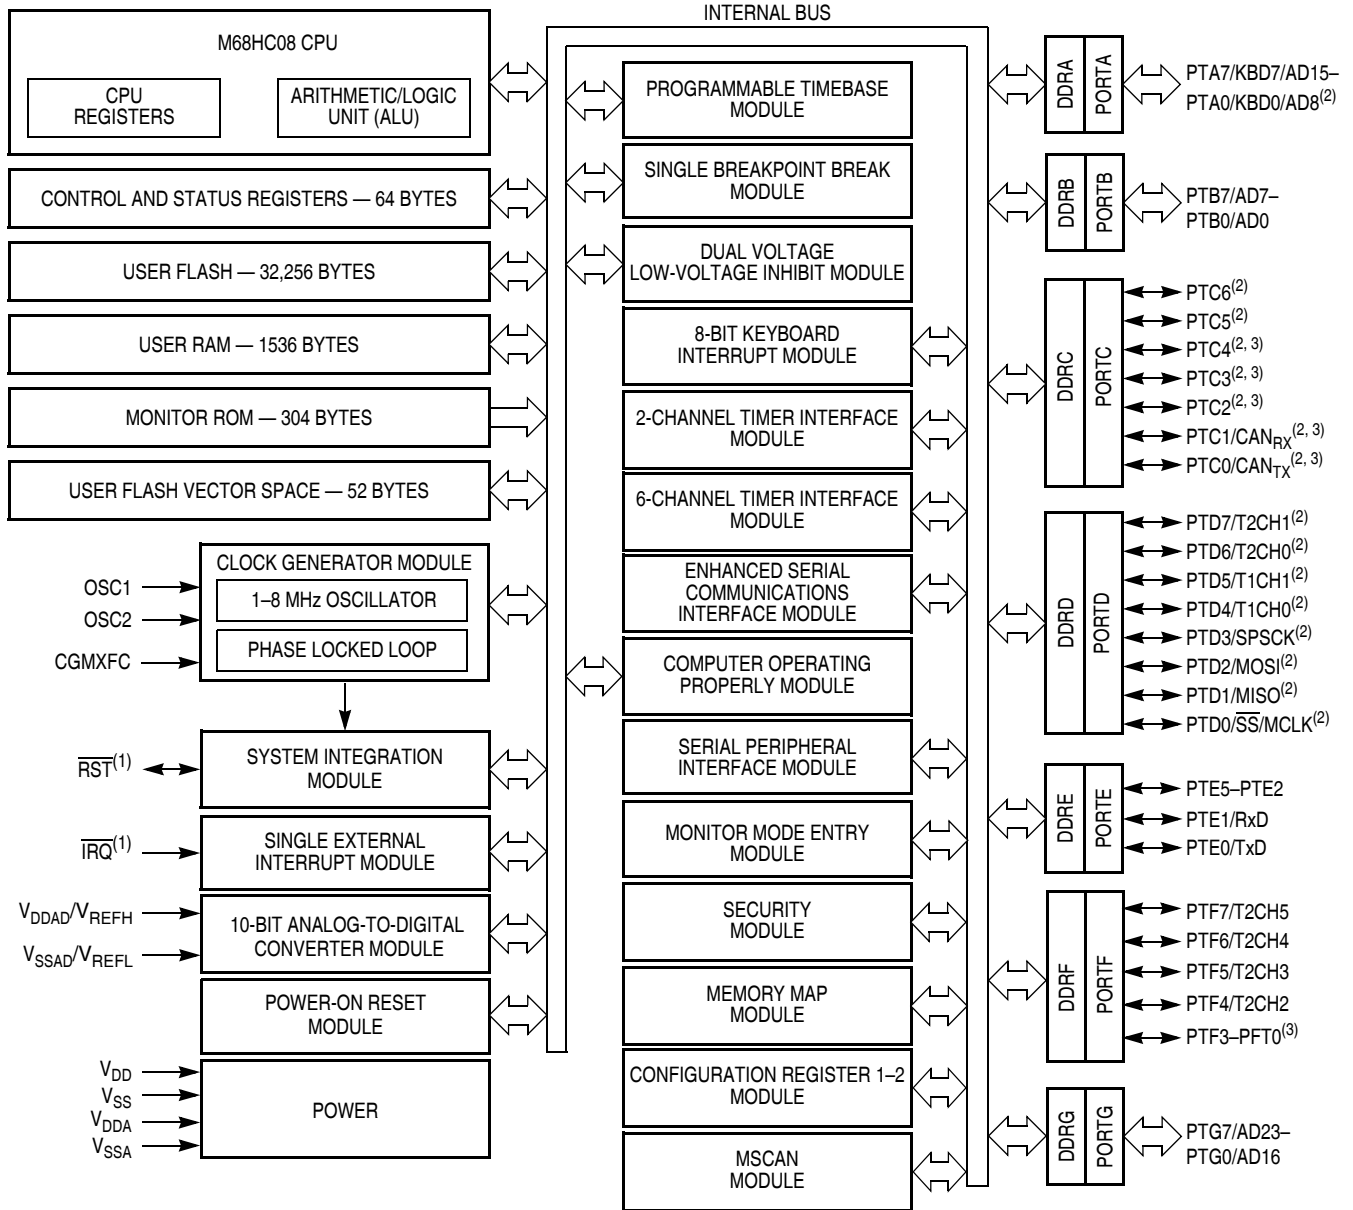 INTERNAL BUS
M68HC08 CPU
CPU
REGISTERS
ARITHMETIC/LOGIC
UNIT (ALU)
CONTROL AND STATUS REGISTERS — 64 BYTES
USER FLASH — 32,256 BYTES
USER RAM — 1536 BYTES
MONITOR ROM — 304 BYTES
USER FLASH VECTOR SPACE — 52 BYTES
OSC1
OSC2
CGMXFC
CLOCK GENERATOR MODULE
1–8 MHz OSCILLATOR
PHASE LOCKED LOOP
RST(1)
SYSTEM INTEGRATION
MODULE
IRQ(1)
SINGLE EXTERNAL
INTERRUPT MODULE
VDDAD/VREFH
VSSAD/VREFL
10-BIT ANALOG-TO-DIGITAL
CONVERTER MODULE
POWER-ON RESET
MODULE
VDD
VSS
VDDA
VSSA
POWER
PROGRAMMABLE TIMEBASE
MODULE
SINGLE BREAKPOINT BREAK
MODULE
DUAL VOLTAGE
LOW-VOLTAGE INHIBIT MODULE
8-BIT KEYBOARD
INTERRUPT MODULE
2-CHANNEL TIMER INTERFACE
MODULE
6-CHANNEL TIMER INTERFACE
MODULE
ENHANCED SERIAL
COMMUNICATIONS
INTERFACE MODULE
COMPUTER OPERATING
PROPERLY MODULE
SERIAL PERIPHERAL
INTERFACE MODULE
MONITOR MODE ENTRY
MODULE
SECURITY
MODULE
MEMORY MAP
MODULE
CONFIGURATION REGISTER 1–2
MODULE
MSCAN
MODULE
DDRA
PORTA
PTA7/KBD7/AD15–
PTA0/KBD0/AD8(2)
DDRB
PORTB
PTB7/AD7–
PTB0/AD0
DDRC
PORTC
PTC6(2)
PTC5(2)
PTC4(2, 3)
PTC3(2, 3)
PTC2(2, 3)
PTC1/CANRX(2, 3)
PTC0/CANTX(2, 3)
DDRD
PORTD
PTD7/T2CH1(2)
PTD6/T2CH0(2)
PTD5/T1CH1(2)
PTD4/T1CH0(2)
PTD3/SPSCK(2)
PTD2/MOSI(2)
PTD1/MISO(2)
PTD0/SS/MCLK(2)
DDRE
PORTE
PTE5–PTE2
PTE1/RxD
PTE0/TxD
DDRF
PORTF
PTF7/T2CH5
PTF6/T2CH4
PTF5/T2CH3
PTF4/T2CH2
PTF3–PFT0(3)
DDRG
PORTG
PTG7/AD23–
PTG0/AD16